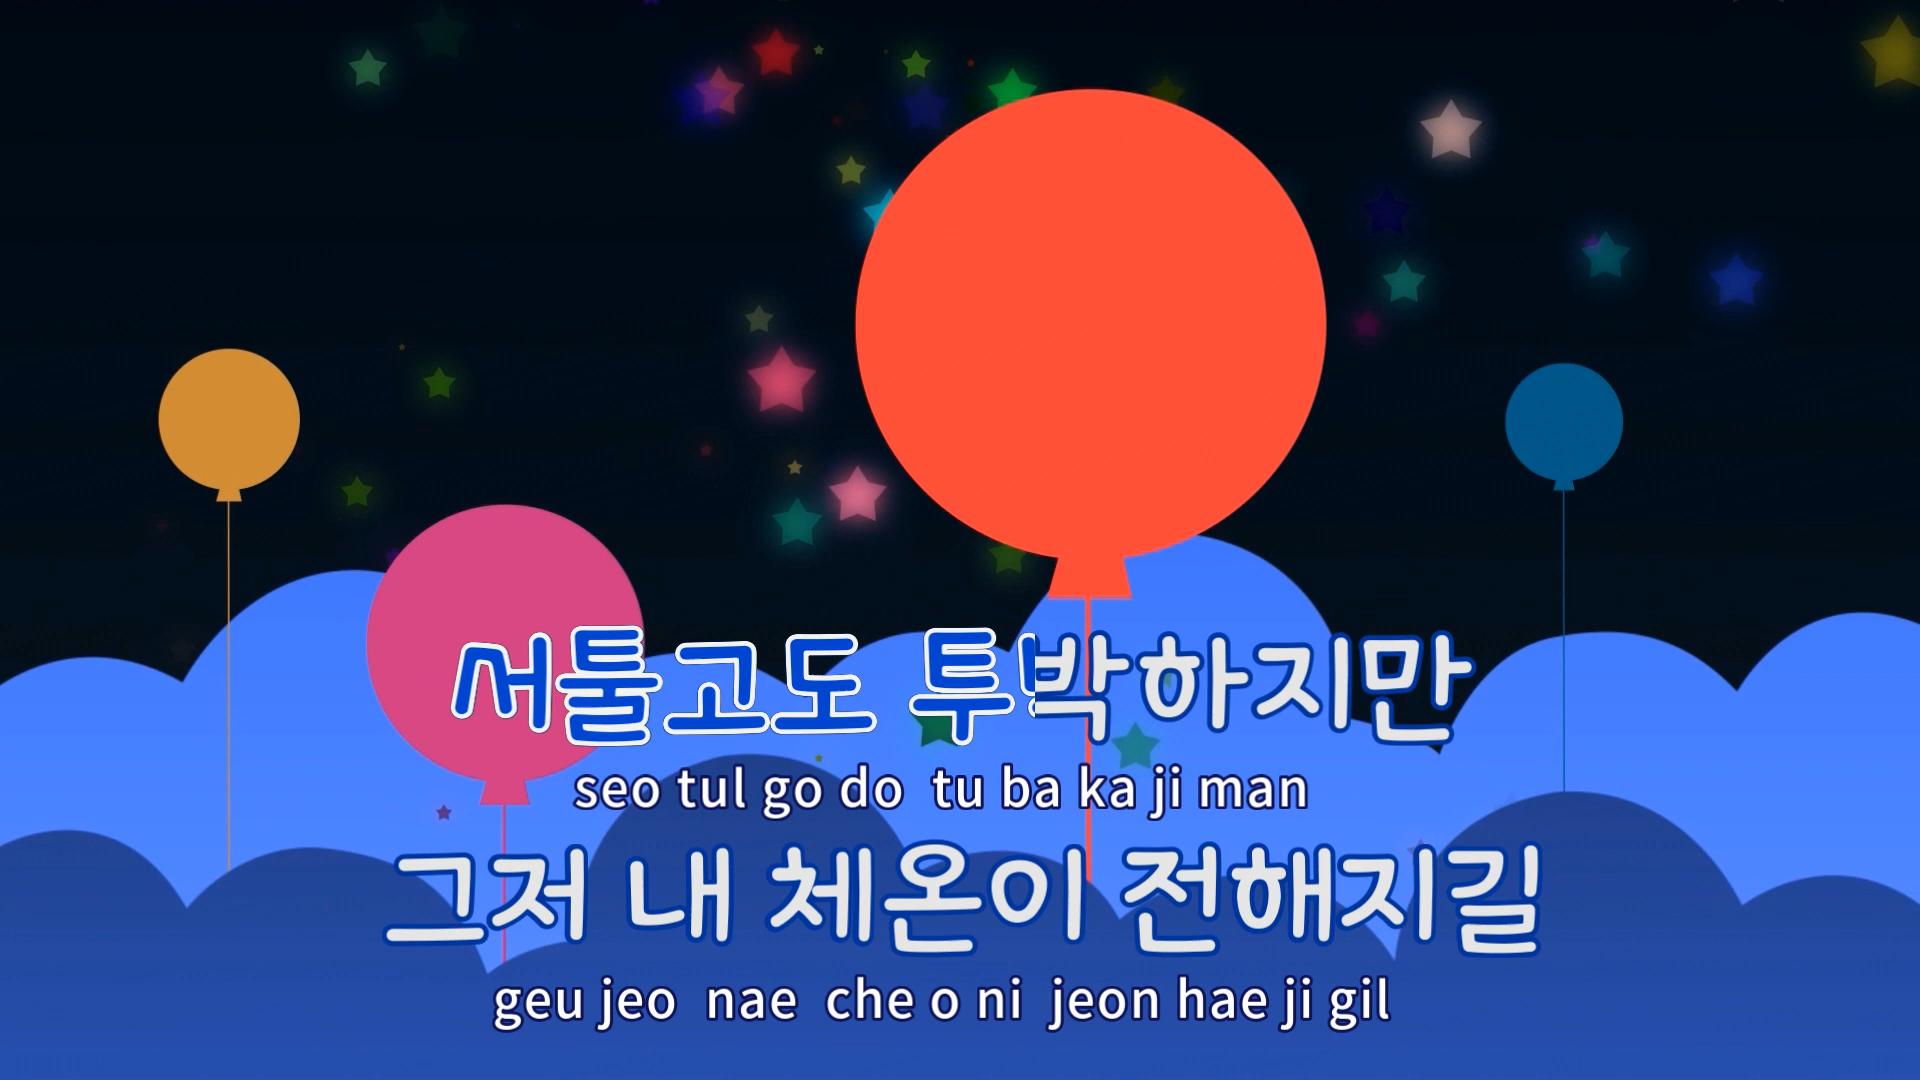 서툴고도 투박하지만
seo tul go do tu ba ka ji man
그저 내 체온이 전해지길
geu jeo nae che o ni jeon hae ji gil